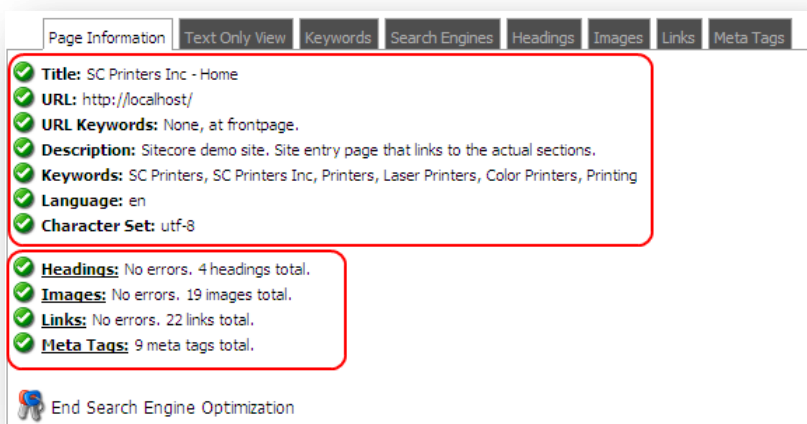 Page Information Text Only View Keywords Search Engines Headings Images Links Meta Tags
Title: SC Printers Inc - Home
URL: http://localhost/
URL Keywords: None, at frontpage.
Description: Sitecore demo site. Site entry page that links to the actual sections.
Keywords: SC Printers, SC Printers Inc, Printers, Laser Printers, Color Printers, Printing
Language: en
Character Set: utf-8
Headings: No errors. 4 headings total.
Images: No errors. 19 images total.
Links: No errors. 22 links total.
Meta Tags: 9 meta tags total.
End Search Engine Optimization